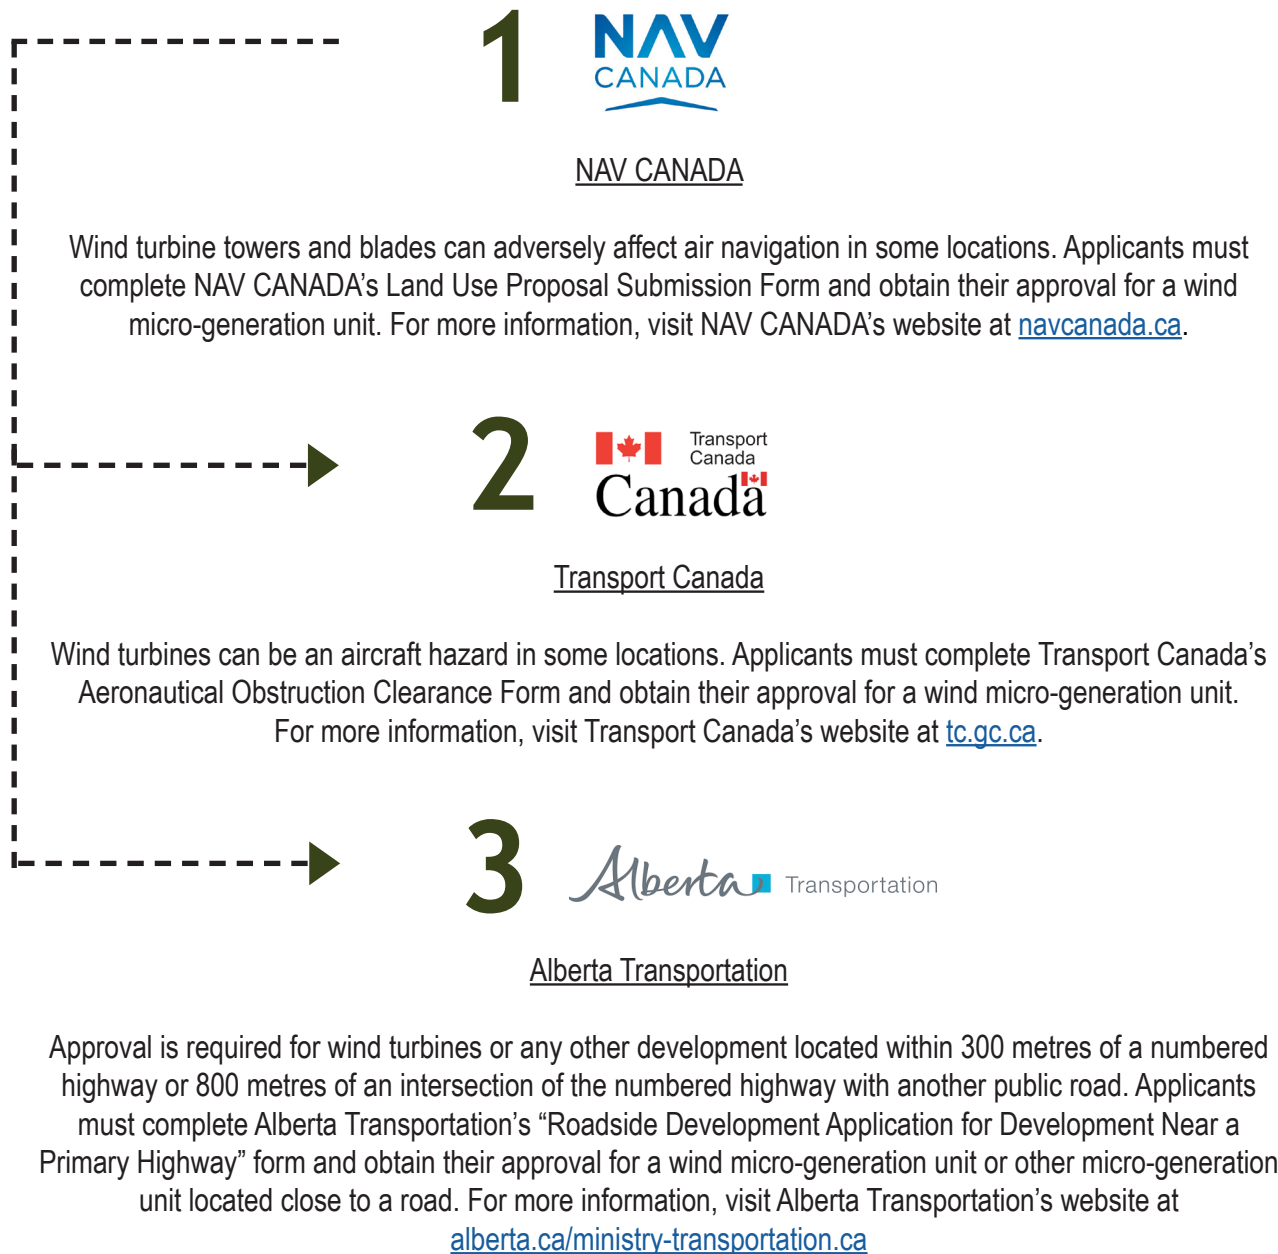 1
NAV
CANADA
NAV CANADA
Wind turbine towers and blades can adversely affect air navigation in some locations. Applicants must
complete NAV CANADA’s Land Use Proposal Submission Form and obtain their approval for a wind
micro-generation unit. For more information, visit NAV CANADA’s website at navcanada.ca.
2
Transport
Canada
Canada
Transport Canada
Wind turbines can be an aircraft hazard in some locations. Applicants must complete Transport Canada’s
Aeronautical Obstruction Clearance Form and obtain their approval for a wind micro-generation unit.
For more information, visit Transport Canada’s website at tc.gc.ca.
3
Alberta Transportation
Alberta Transportation
Approval is required for wind turbines or any other development located within 300 metres of a numbered
highway or 800 metres of an intersection of the numbered highway with another public road. Applicants
must complete Alberta Transportation’s “Roadside Development Application for Development Near a
Primary Highway” form and obtain their approval for a wind micro-generation unit or other micro-generation
unit located close to a road. For more information, visit Alberta Transportation’s website at
alberta.ca/ministry-transportation.ca